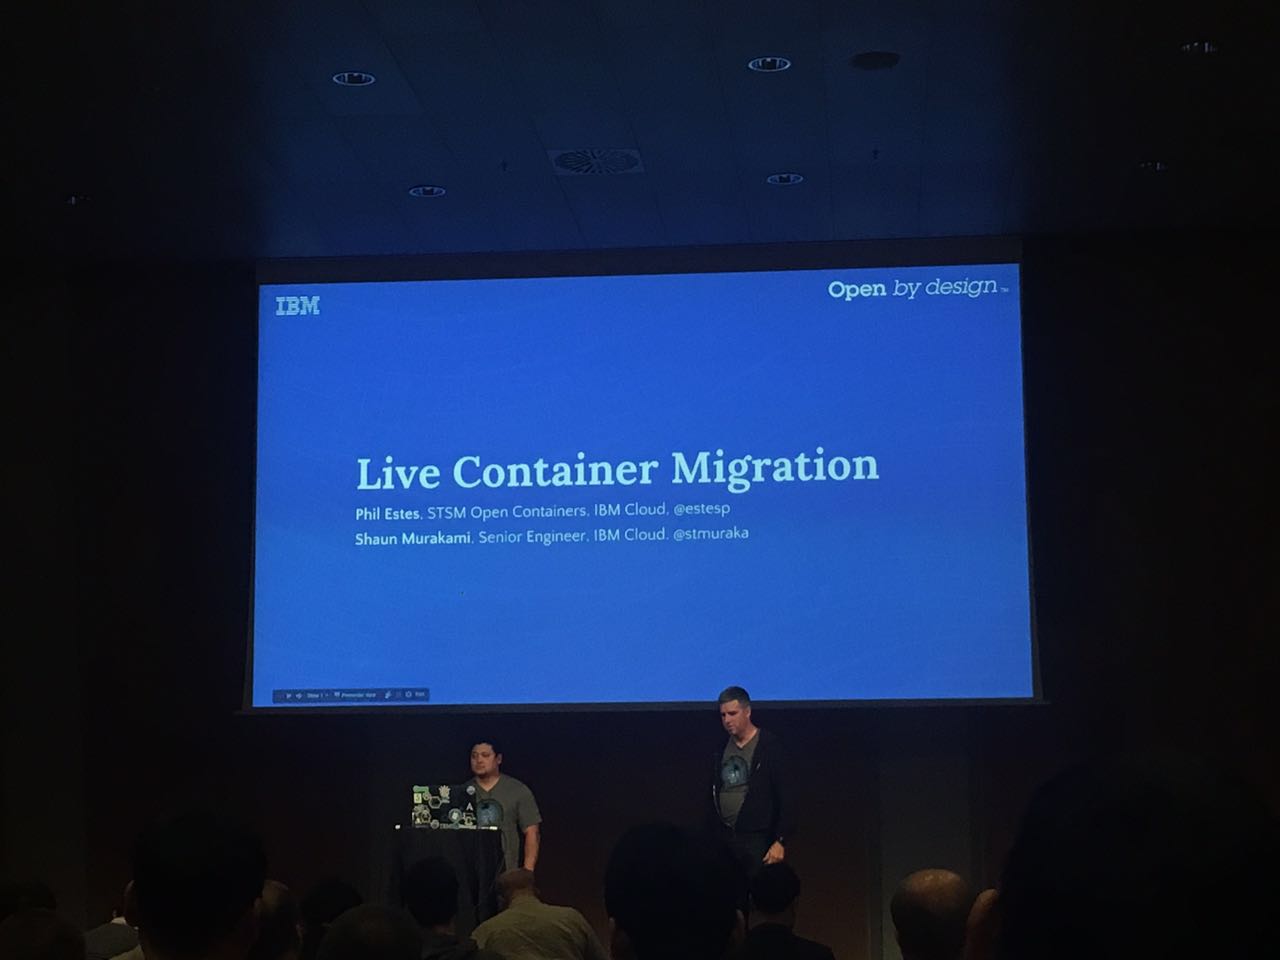 IBM
Open by design™
Live Container Migration
Phil Estes, STSM Open Containers, IBM Cloud, @estesp
Shaun Murakami, Senior Engineer, IBM Cloud, @stmuraka